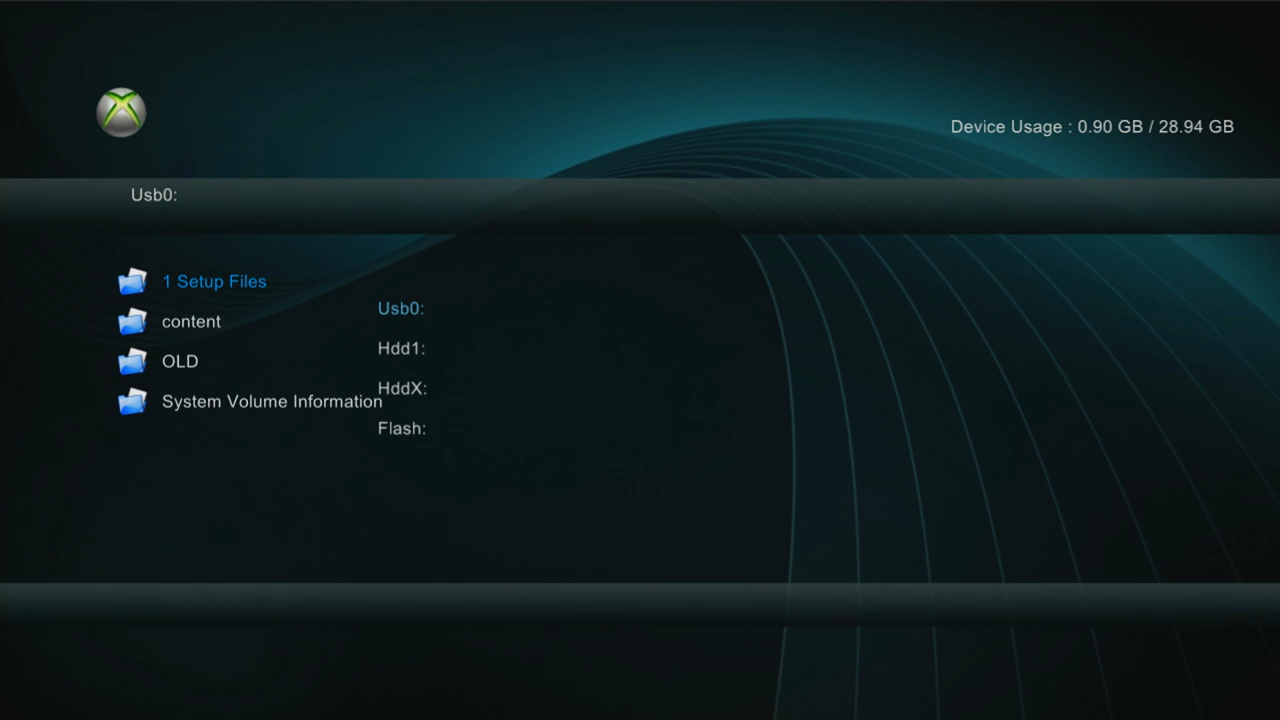 Device Usage : 0.90 GB / 28.94 GB
Usb0:
1 Setup Files
content
OLD
System Volume Information
Usb0:
Hdd1:
HddX:
Flash: